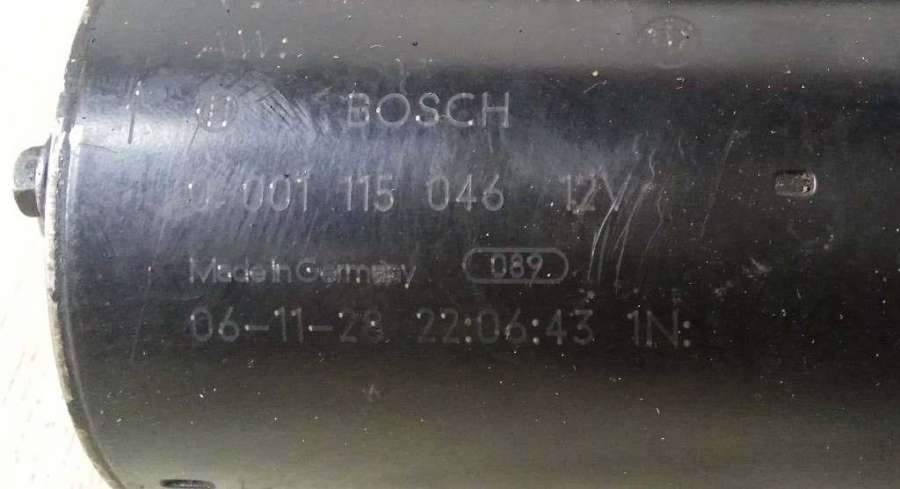 BOSCH
0 001 115 046 12V
Made in Germany 089
06-11-28 22:06:43 1N: